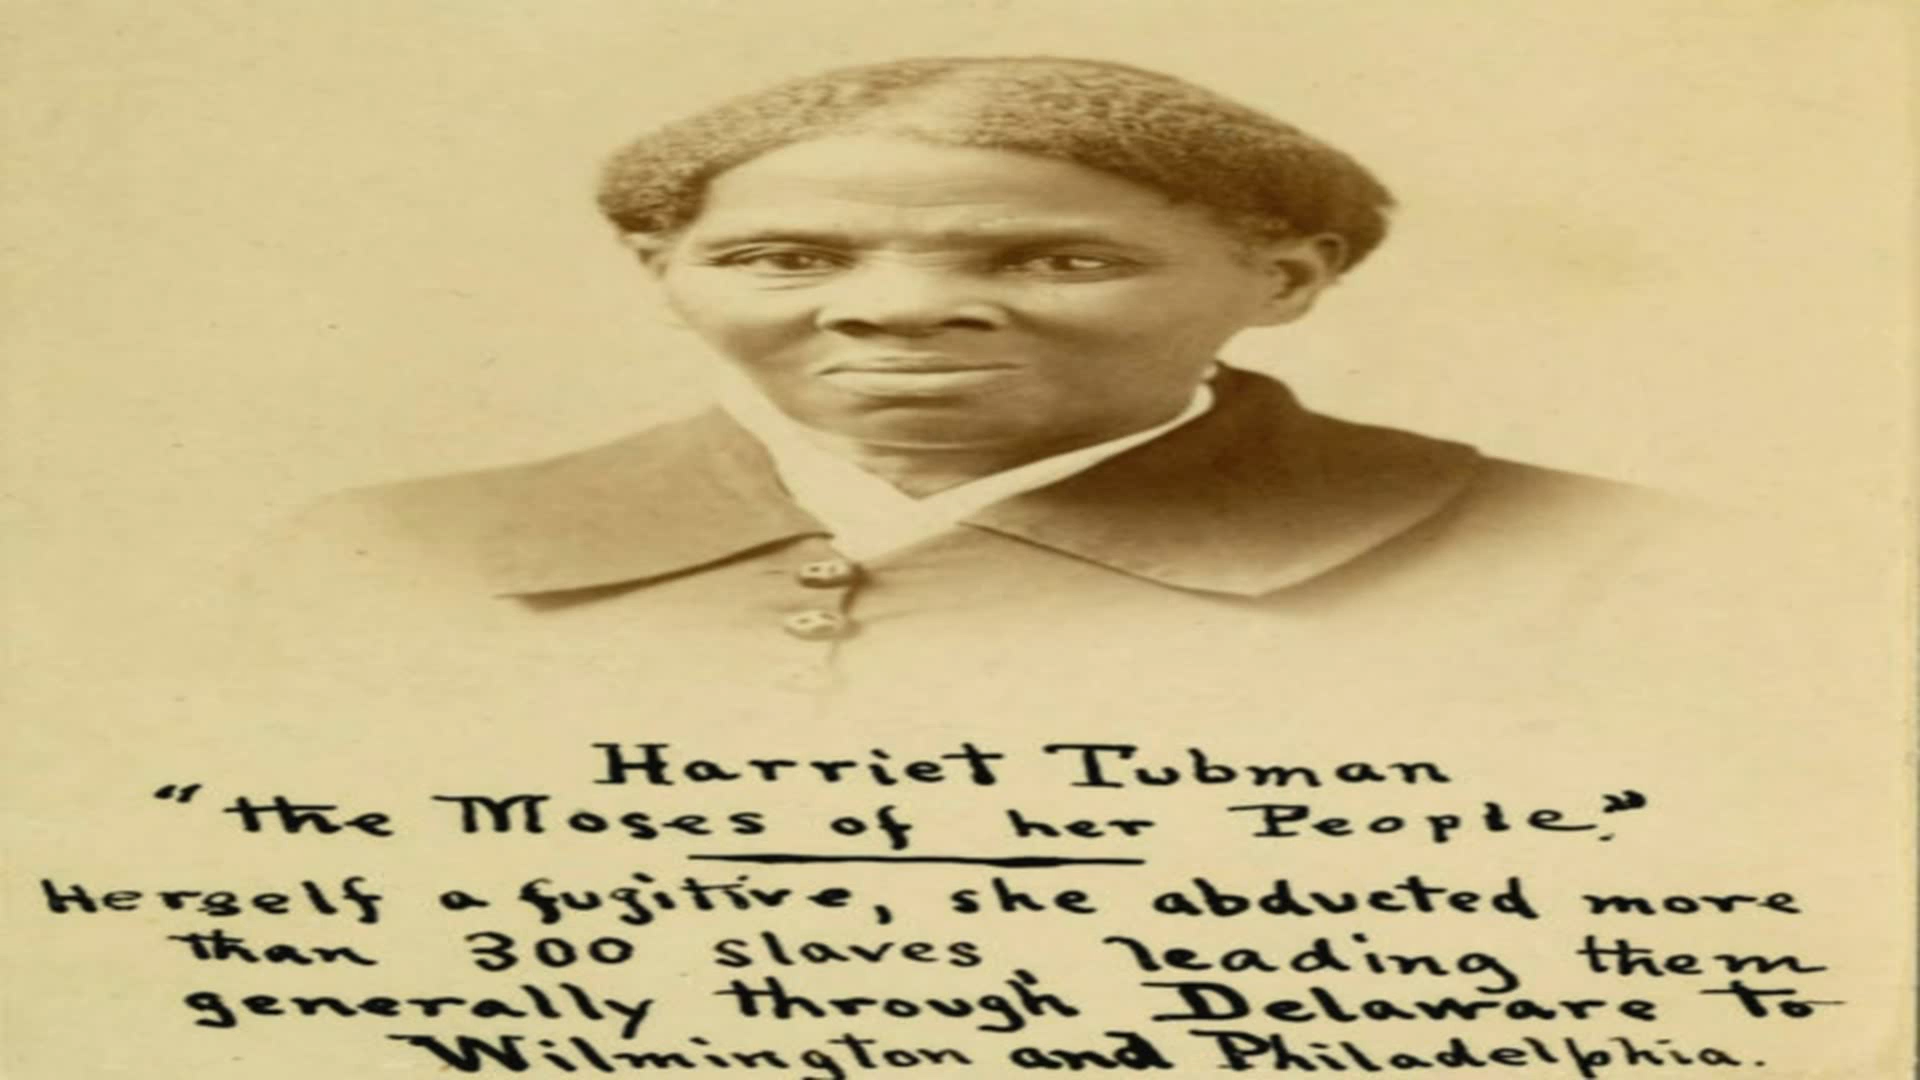 Harriet Tubman
"the Moses of her People."
Herself a fugitive, she abducted more
than 300 slaves, leading them
generally through Delaware to
Wilmington and Philadelphia.